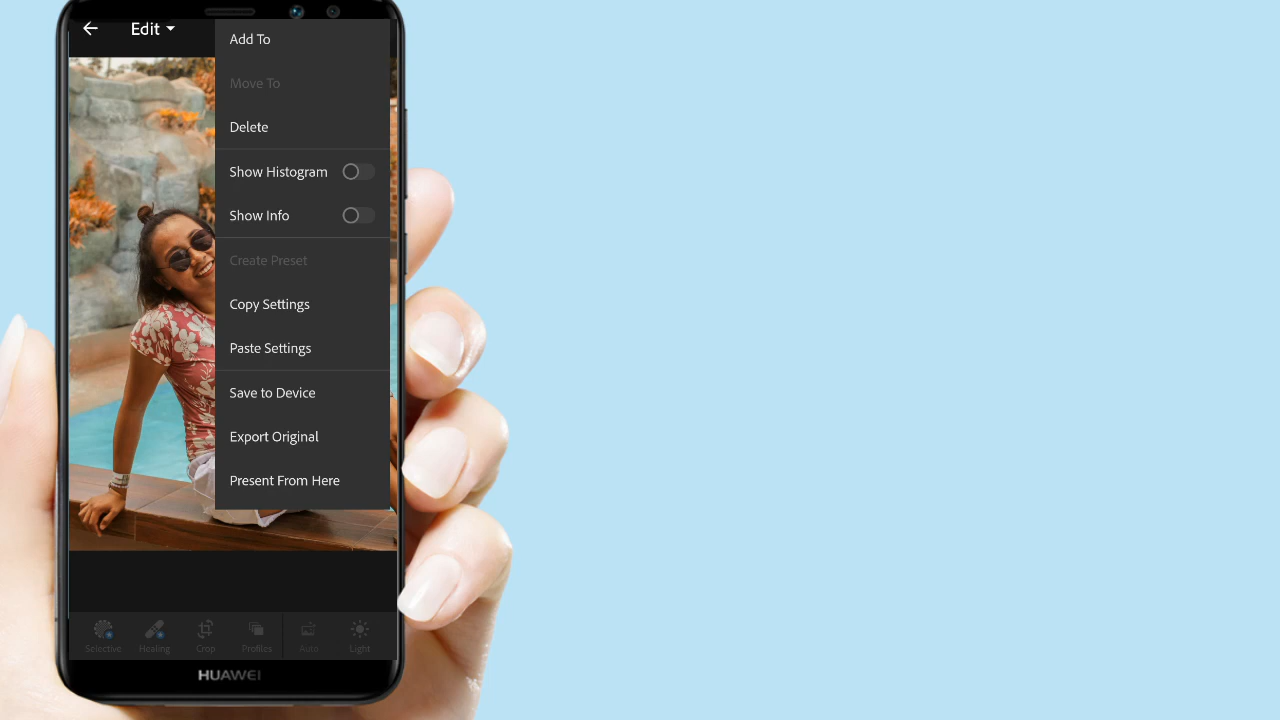 Edit
Add To
Move To
Delete
Show Histogram
Show Info
Create Preset
Copy Settings
Paste Settings
Save to Device
Export Original
Present From Here
Selective
Healing
Crop
Profiles
Auto
Light
HUAWEI